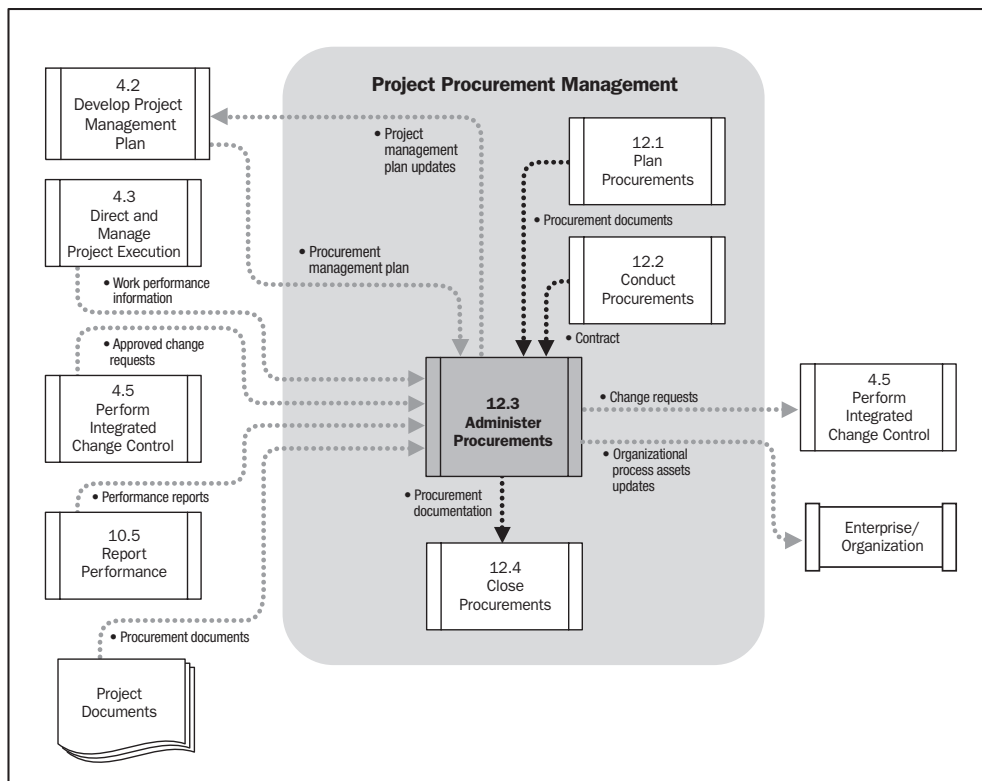 Project Procurement Management
4.2
Develop Project
Management
Plan
• Project
management
plan updates
12.1
Plan
Procurements
4.3
Direct and
Manage
Project Execution
• Procurement documents
• Procurement
management plan
12.2
Conduct
Procurements
• Work performance
information
• Contract
• Approved change
requests
4.5
Perform
Integrated
Change Control
12.3
Administer
Procurements
• Change requests
4.5
Perform
Integrated
Change Control
• Organizational
process assets
updates
• Performance reports
• Procurement
documentation
10.5
Report
Performance
12.4
Close
Procurements
Enterprise/
Organization
• Procurement documents
Project
Documents